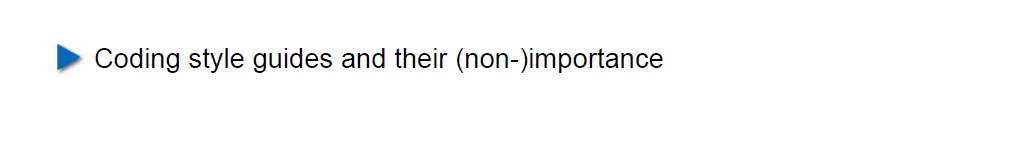 Coding style guides and their (non-)importance